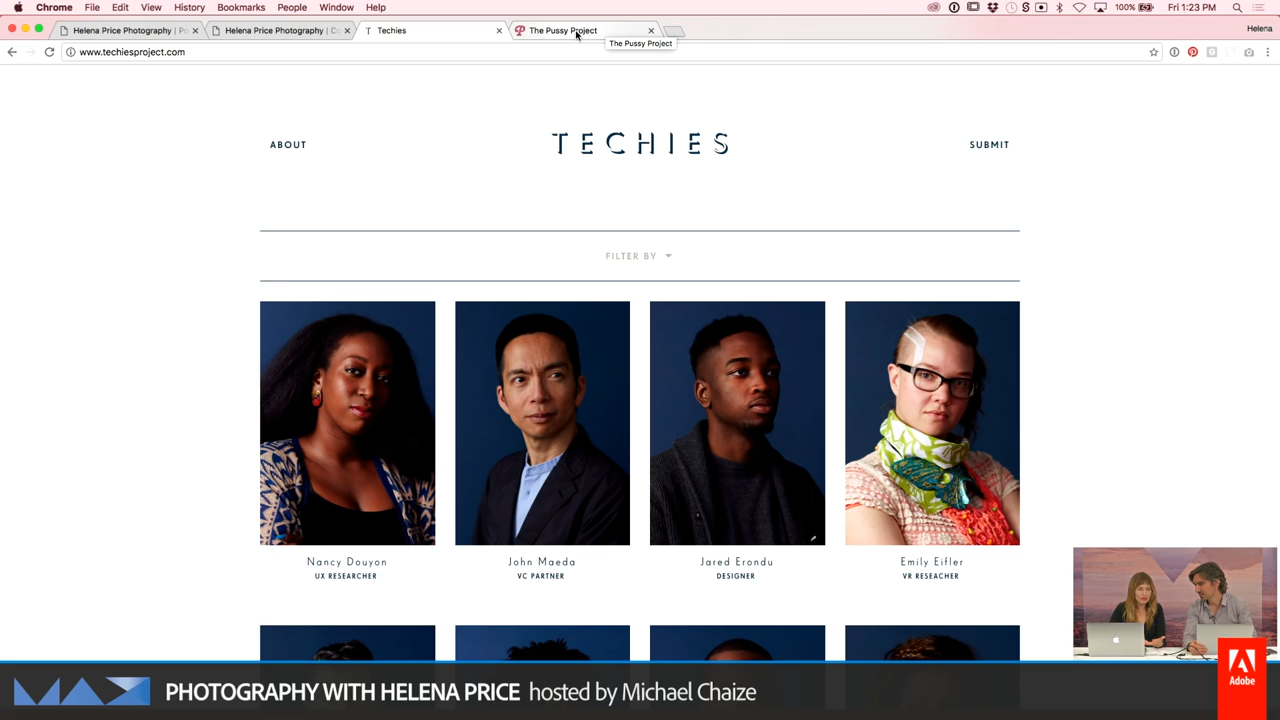 Chrome File Edit View History Bookmarks People Window Help
100% Fri 1:23 PM
Helena Price Photography | Po
Helena Price Photography | Co
Techies
The Pussy Project
Helena
The Pussy Project
www.techiesproject.com
ABOUT
TECHIES
SUBMIT
FILTER BY
Nancy Douyon
UX RESEARCHER
John Maeda
VC PARTNER
Jared Erondu
DESIGNER
Emily Eifler
VR RESEACHER
MAX
PHOTOGRAPHY WITH HELENA PRICE hosted by Michael Chaize
Adobe